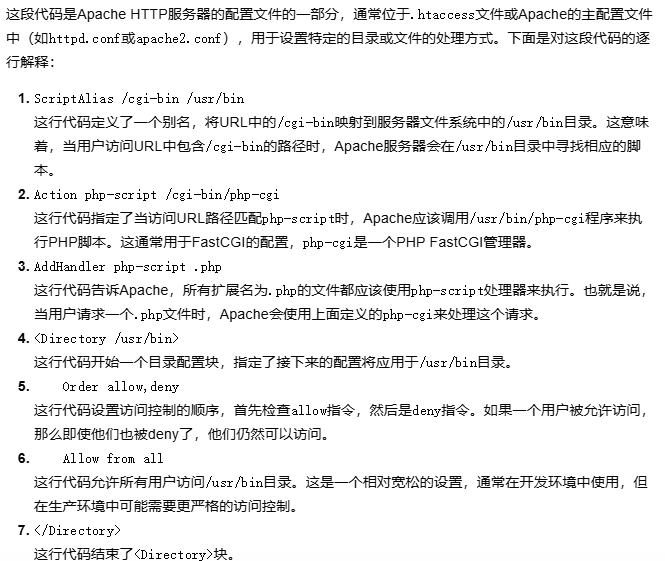 这段代码是Apache HTTP服务器的配置文件的一部分，通常位于.htaccess文件或Apache的主配置文件
中（如httpd.conf或apache2.conf），用于设置特定的目录或文件的处理方式。下面是对这段代码的逐
行解释：
1. ScriptAlias /cgi-bin /usr/bin
这行代码定义了一个别名，将URL中的/cgi-bin映射到服务器文件系统中的/usr/bin目录。这意味
着，当用户访问URL中包含/cgi-bin的路径时，Apache服务器会在/usr/bin目录中寻找相应的脚
本。
2. Action php-script /cgi-bin/php-cgi
这行代码指定了当访问URL路径匹配php-script时，Apache应该调用/usr/bin/php-cgi程序来执
行PHP脚本。这通常用于FastCGI的配置，php-cgi是一个PHP FastCGI管理器。
3. AddHandler php-script .php
这行代码告诉Apache，所有扩展名为.php的文件都应该使用php-script处理器来执行。也就是说，
当用户请求一个.php文件时，Apache会使用上面定义的php-cgi来处理这个请求。
4. <Directory /usr/bin>
这行代码开始一个目录配置块，指定了接下来的配置将应用于/usr/bin目录。
5. Order allow,deny
这行代码设置访问控制的顺序，首先检查allow指令，然后是deny指令。如果一个用户被允许访问，
那么即使他们也被deny了，他们仍然可以访问。
6. Allow from all
这行代码允许所有用户访问/usr/bin目录。这是一个相对宽松的设置，通常在开发环境中使用，但
在生产环境中可能需要更严格的访问控制。
7. </Directory>
这行代码结束了<Directory>块。